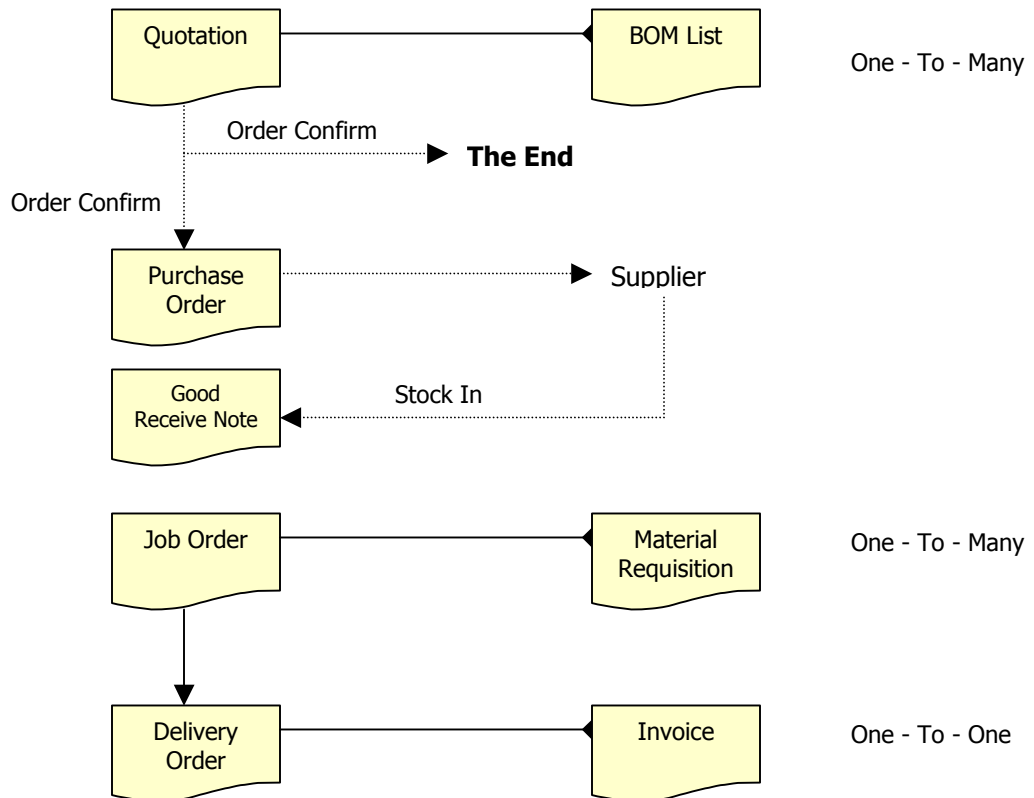 Quotation
BOM List
One - To - Many
Order Confirm
The End
Order Confirm
Purchase
Order
Supplier
Good
Receive Note
Stock In
Job Order
Material
Requisition
One - To - Many
Delivery
Order
Invoice
One - To - One